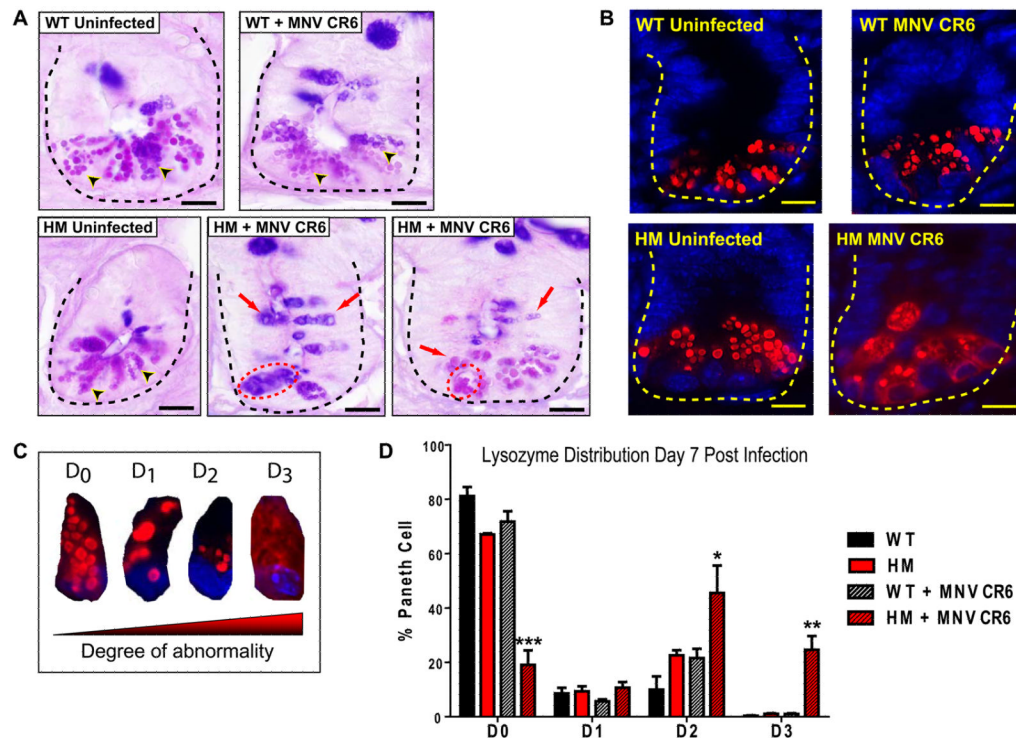 A
WT Uninfected
WT + MNV CR6
HM Uninfected
HM + MNV CR6
HM + MNV CR6
B
WT Uninfected
WT MNV CR6
HM Uninfected
HM MNV CR6
C
D0
D1
D2
D3
Degree of abnormality
D
Lysozyme Distribution Day 7 Post Infection
% Paneth Cell
100
80
60
40
20
0
***
*
**
D0
D1
D2
D3
WT
HM
WT + MNV CR6
HM + MNV CR6